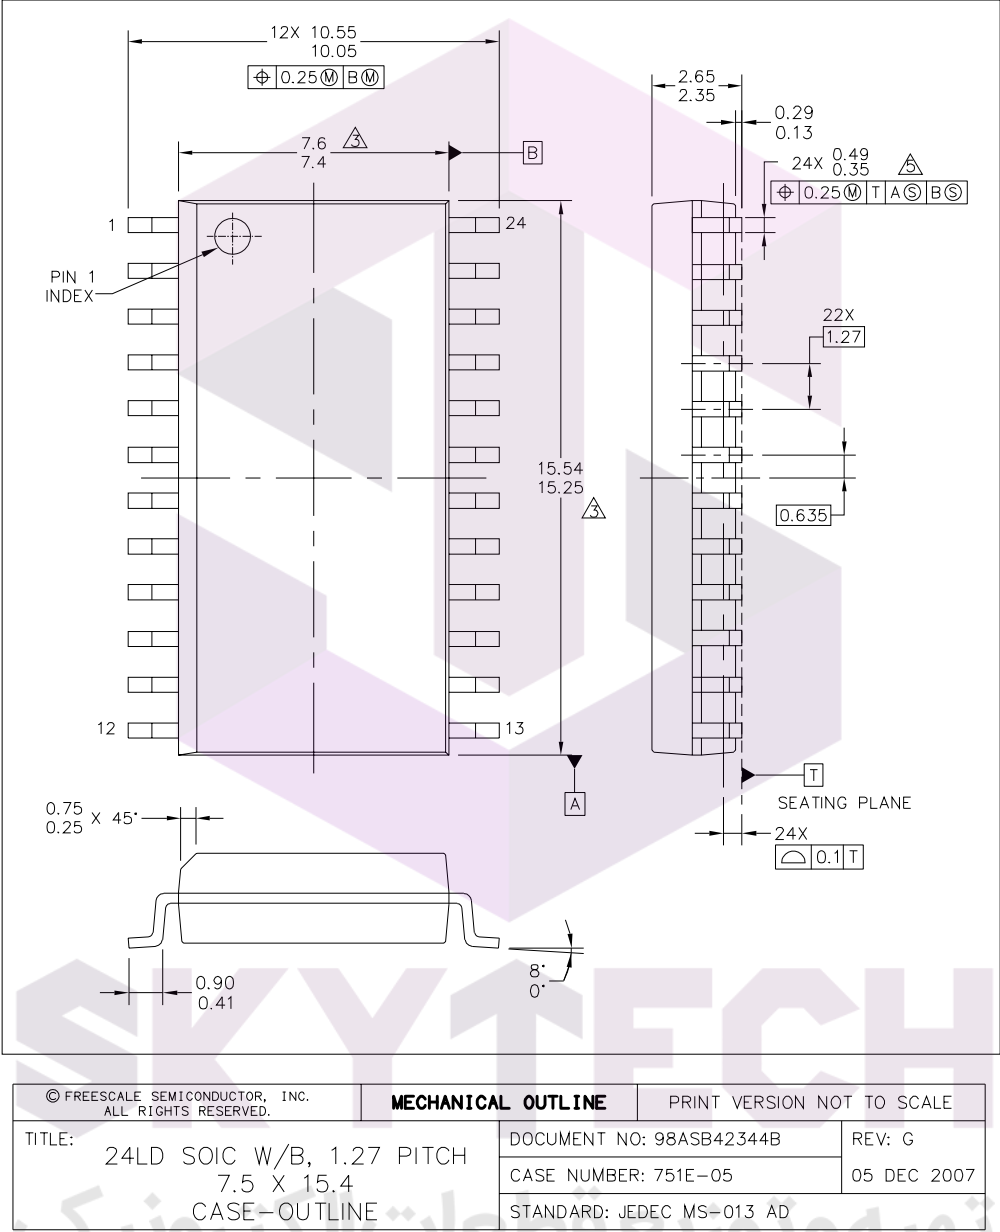 12X 10.55
10.05
⌖ 0.25 Ⓜ B Ⓜ
7.6 3
7.4
B
2.65
2.35
0.29
0.13
24X 0.49
0.35 5
⌖ 0.25 Ⓜ T A Ⓢ B Ⓢ
1
24
PIN 1
INDEX
22X
1.27
15.54
15.25
3
0.635
12
13
A
T
SEATING PLANE
24X
⌓ 0.1 T
0.75
0.25 X 45°
8°
0°
0.90
0.41
SKYTECH
© FREESCALE SEMICONDUCTOR, INC.
ALL RIGHTS RESERVED.
MECHANICAL OUTLINE
PRINT VERSION NOT TO SCALE
TITLE:
24LD SOIC W/B, 1.27 PITCH
7.5 X 15.4
CASE-OUTLINE
DOCUMENT NO: 98ASB42344B
REV: G
CASE NUMBER: 751E-05
05 DEC 2007
STANDARD: JEDEC MS-013 AD